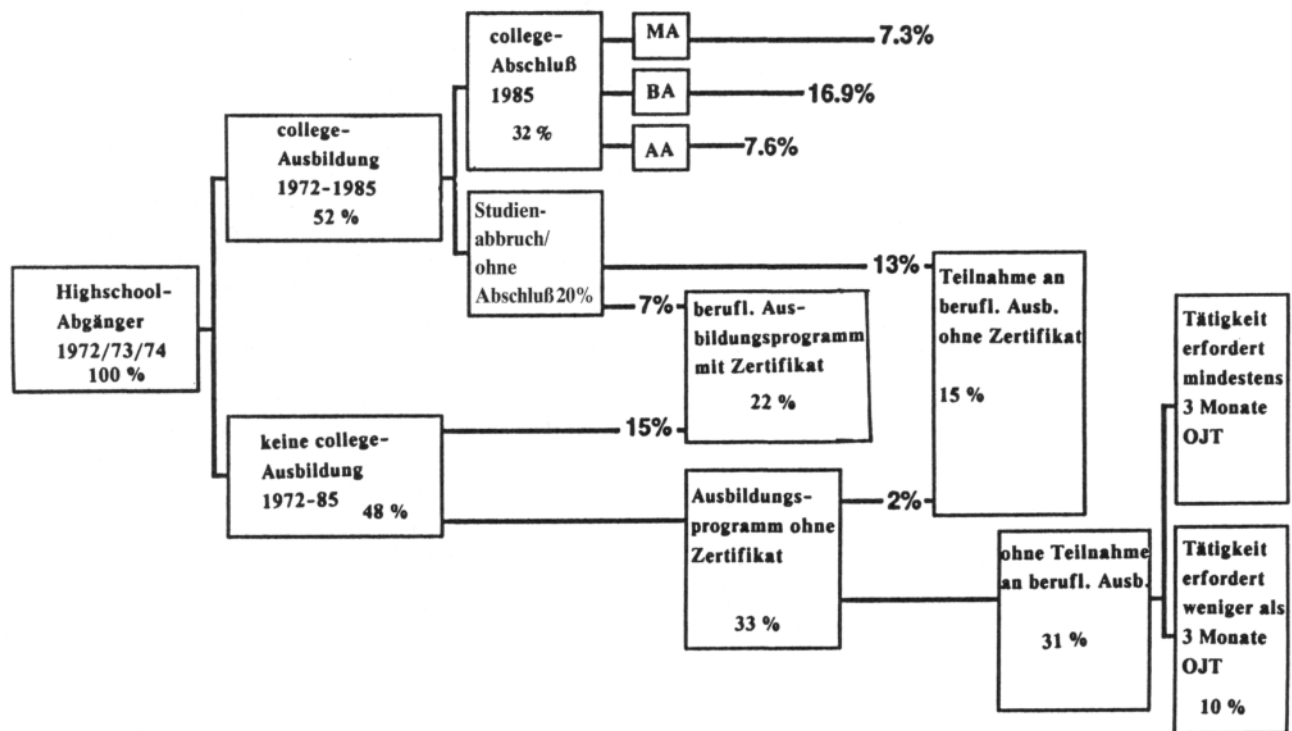 college-
Abschluß
1985
32 %
MA
7.3%
BA
16.9%
AA
7.6%
college-
Ausbildung
1972-1985
52 %
Studien-
abbruch/
ohne
Abschluß20%
13%
7%
Highschool-
Abgänger
1972/73/74
100 %
berufl. Aus-
bildungsprogramm
mit Zertifikat
22 %
Teilnahme an
berufl. Ausb.
ohne Zertifikat
15 %
keine college-
Ausbildung
1972-85
48 %
15%
Ausbildungs-
programm ohne
Zertifikat
33 %
2%
ohne Teilnahme
an berufl. Ausb.
31 %
Tätigkeit
erfordert
mindestens
3 Monate
OJT
Tätigkeit
erfordert
weniger als
3 Monate
OJT
10 %